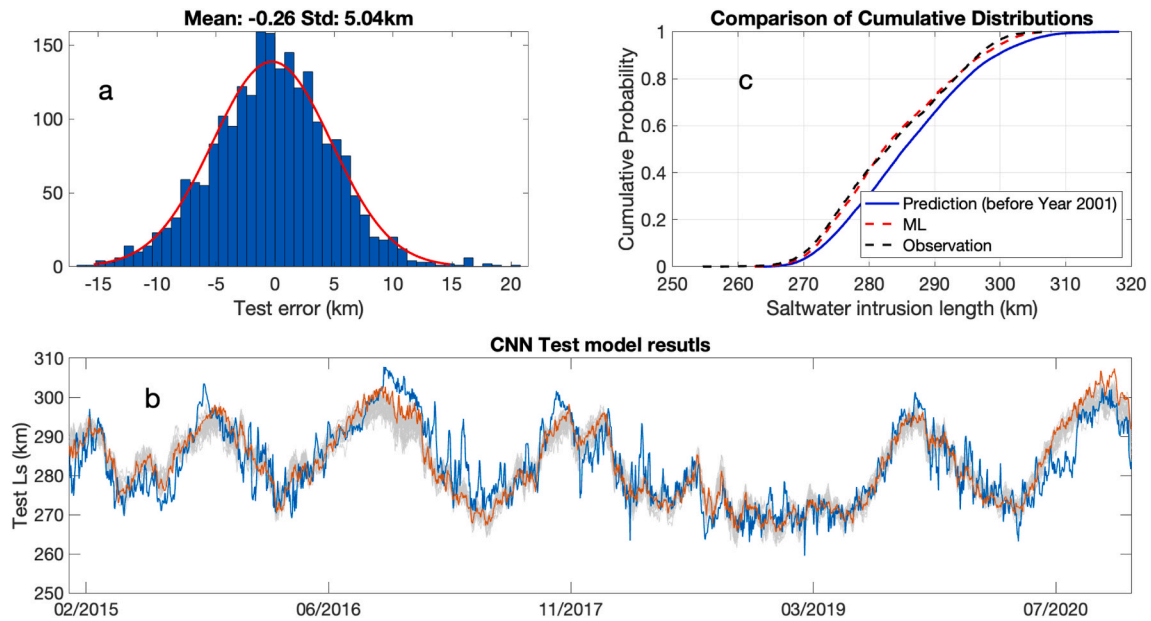 Mean: -0.26 Std: 5.04km
a
150
100
50
0
-15 -10 -5 0 5 10 15 20
Test error (km)
Comparison of Cumulative Distributions
c
Cumulative Probability
1
0.8
0.6
0.4
0.2
0
Prediction (before Year 2001)
ML
Observation
250 260 270 280 290 300 310 320
Saltwater intrusion length (km)
CNN Test model resutls
b
Test Ls (km)
310
300
290
280
270
260
250
02/2015 06/2016 11/2017 03/2019 07/2020